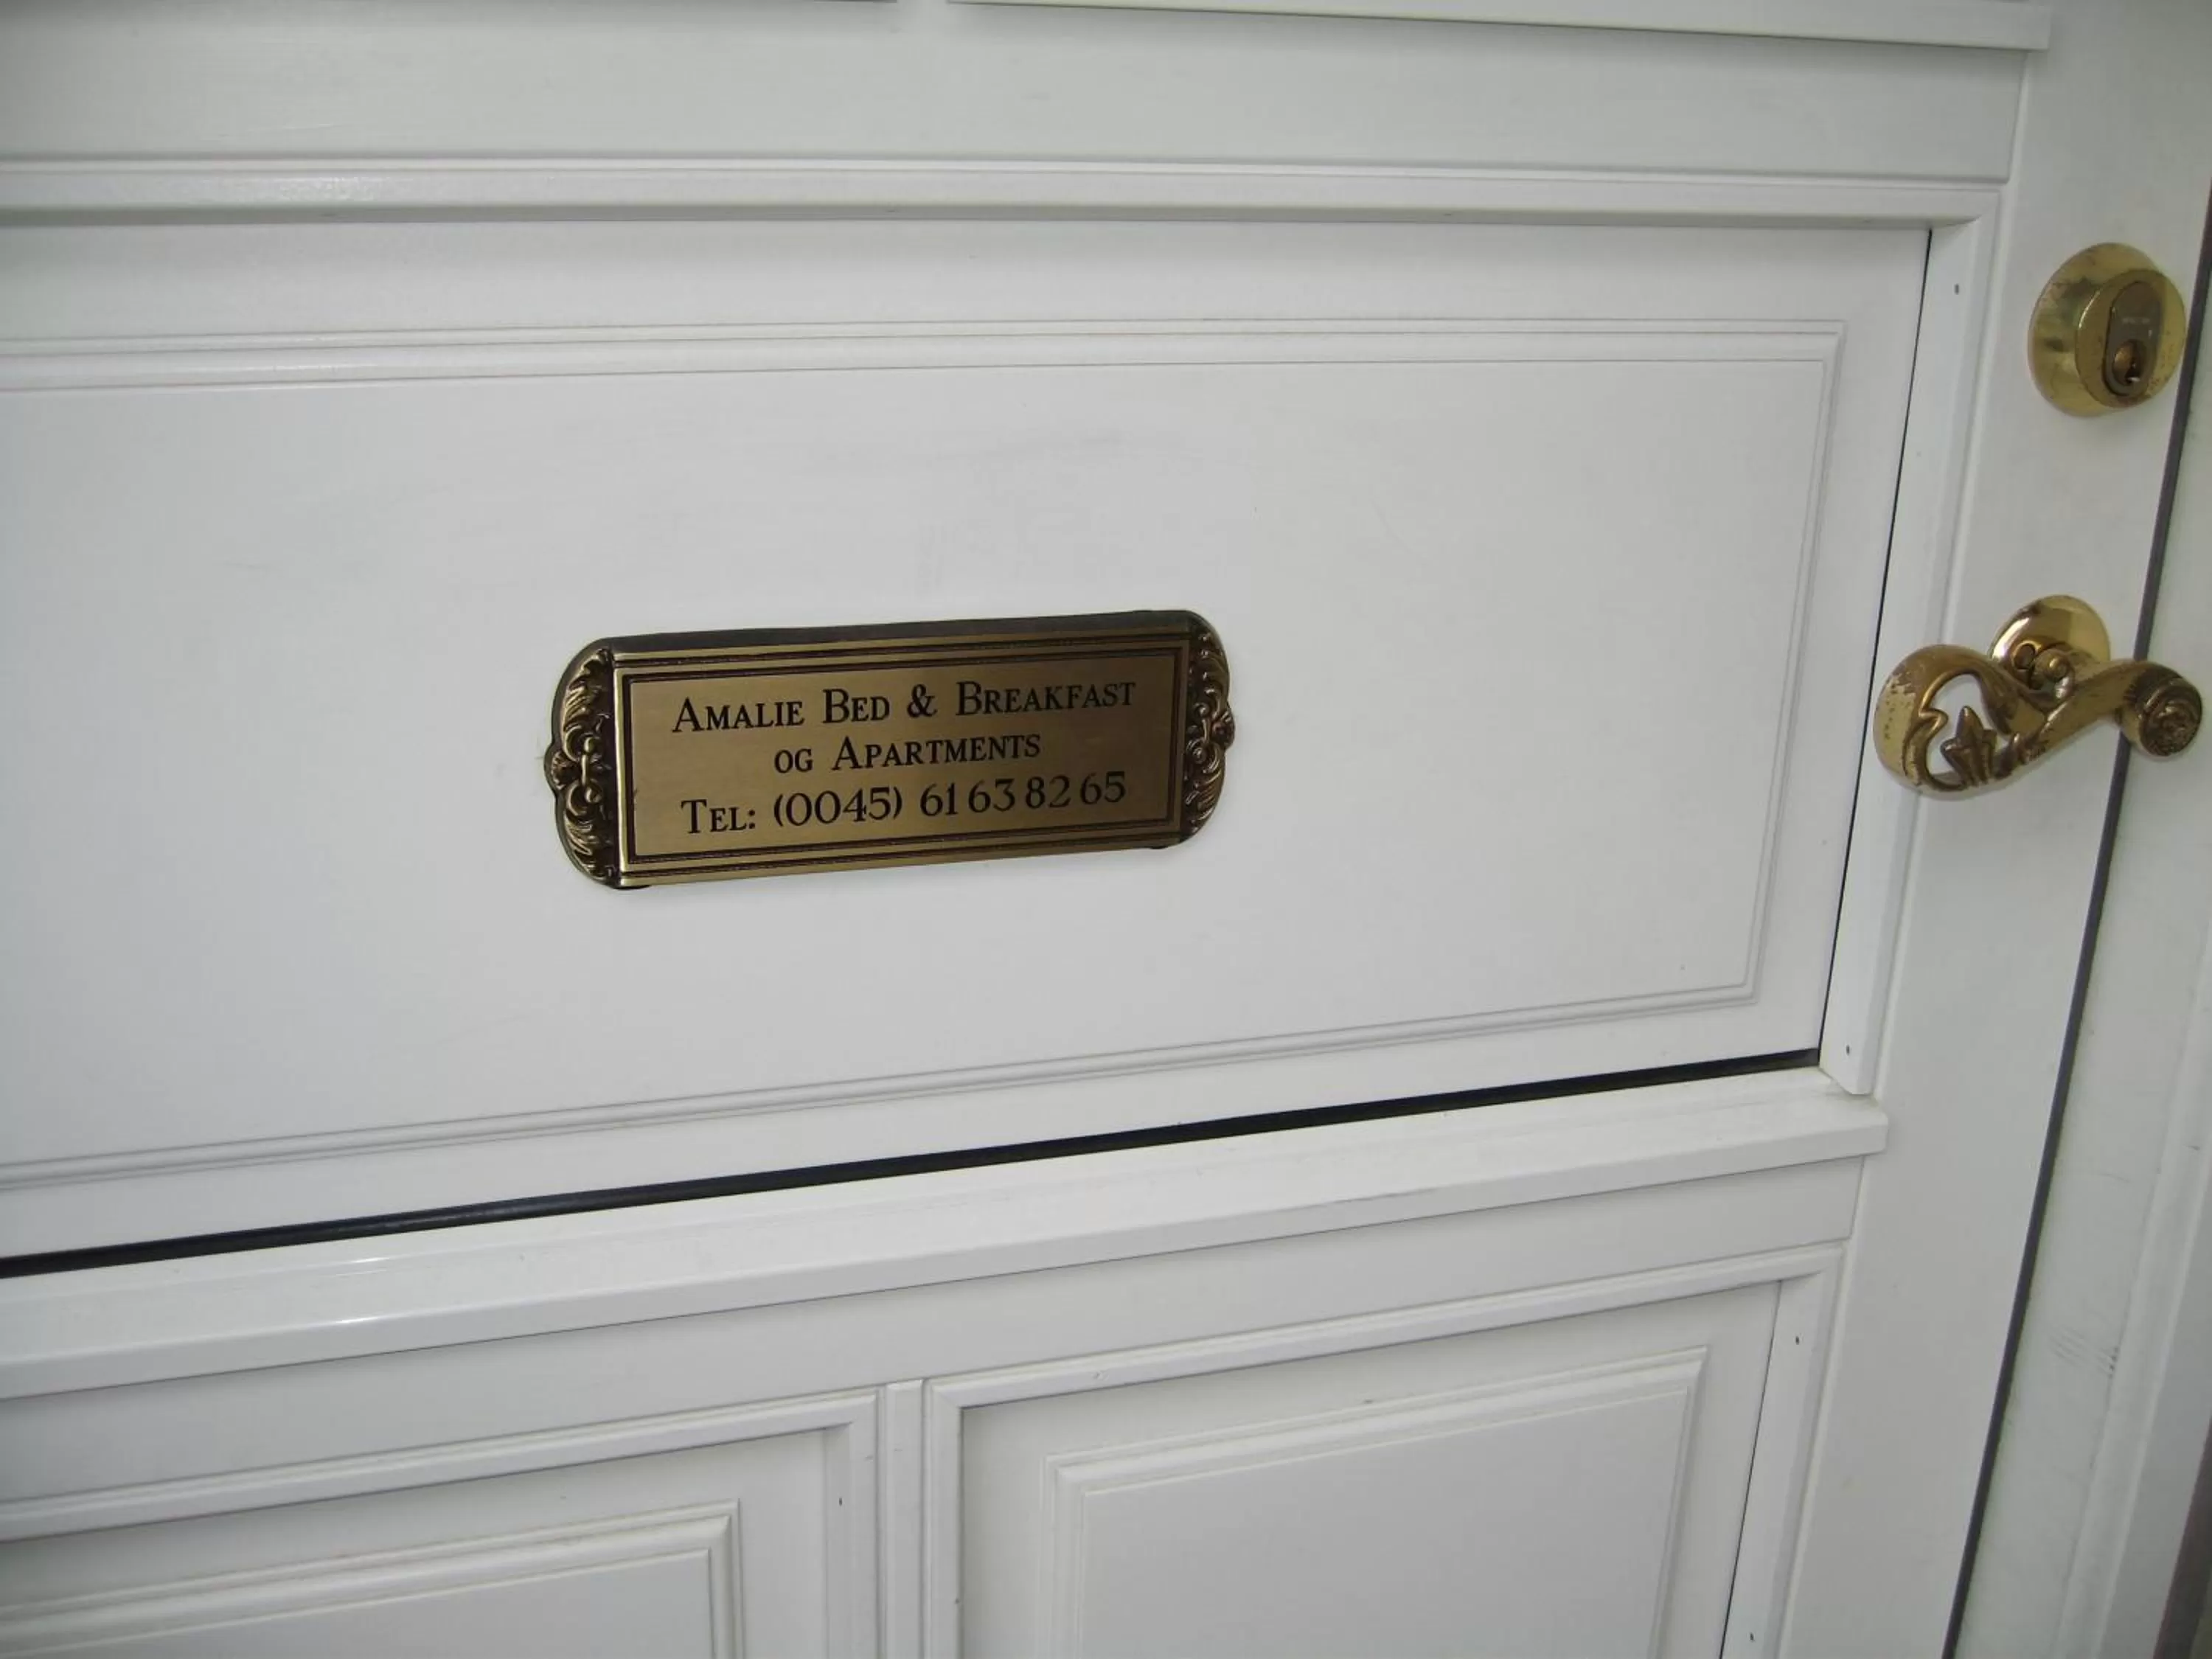 Amalie Bed & Breakfast
og Apartments
Tel: (0045) 61 63 82 65